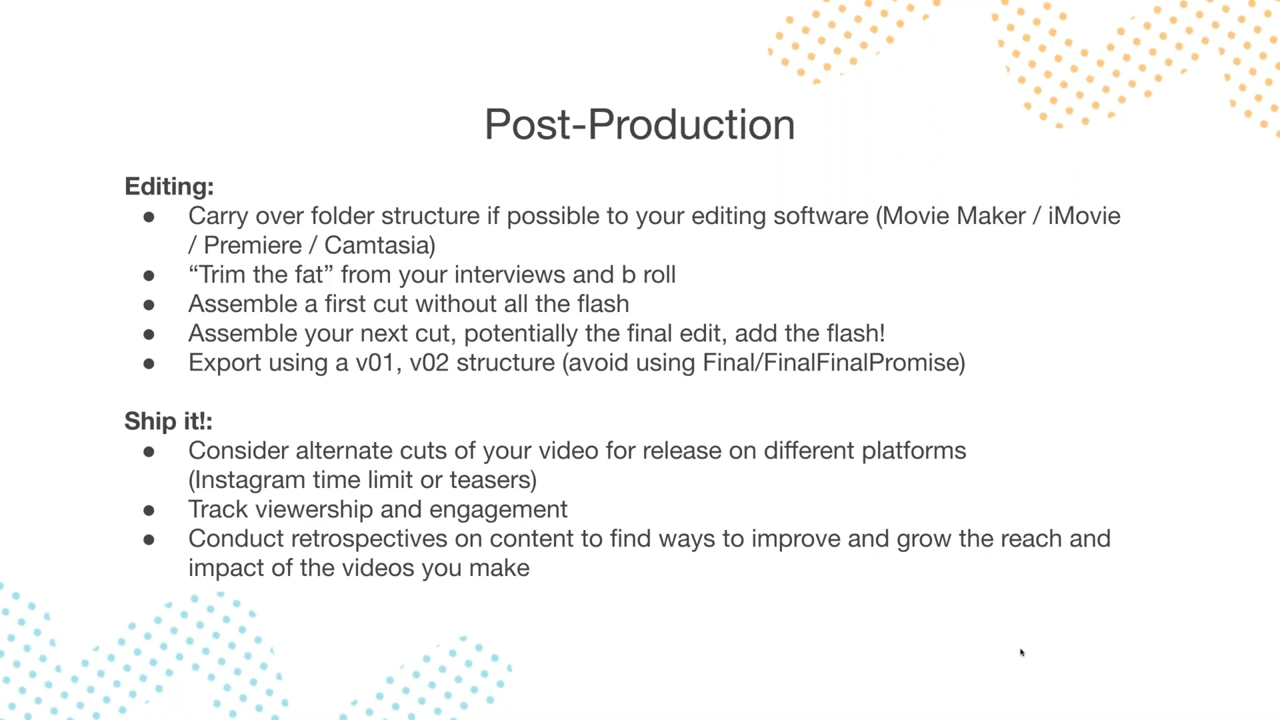 Post-Production
Editing:
● Carry over folder structure if possible to your editing software (Movie Maker / iMovie
/ Premiere / Camtasia)
● “Trim the fat” from your interviews and b roll
● Assemble a first cut without all the flash
● Assemble your next cut, potentially the final edit, add the flash!
● Export using a v01, v02 structure (avoid using Final/FinalFinalPromise)
Ship it!:
● Consider alternate cuts of your video for release on different platforms
(Instagram time limit or teasers)
● Track viewership and engagement
● Conduct retrospectives on content to find ways to improve and grow the reach and
impact of the videos you make